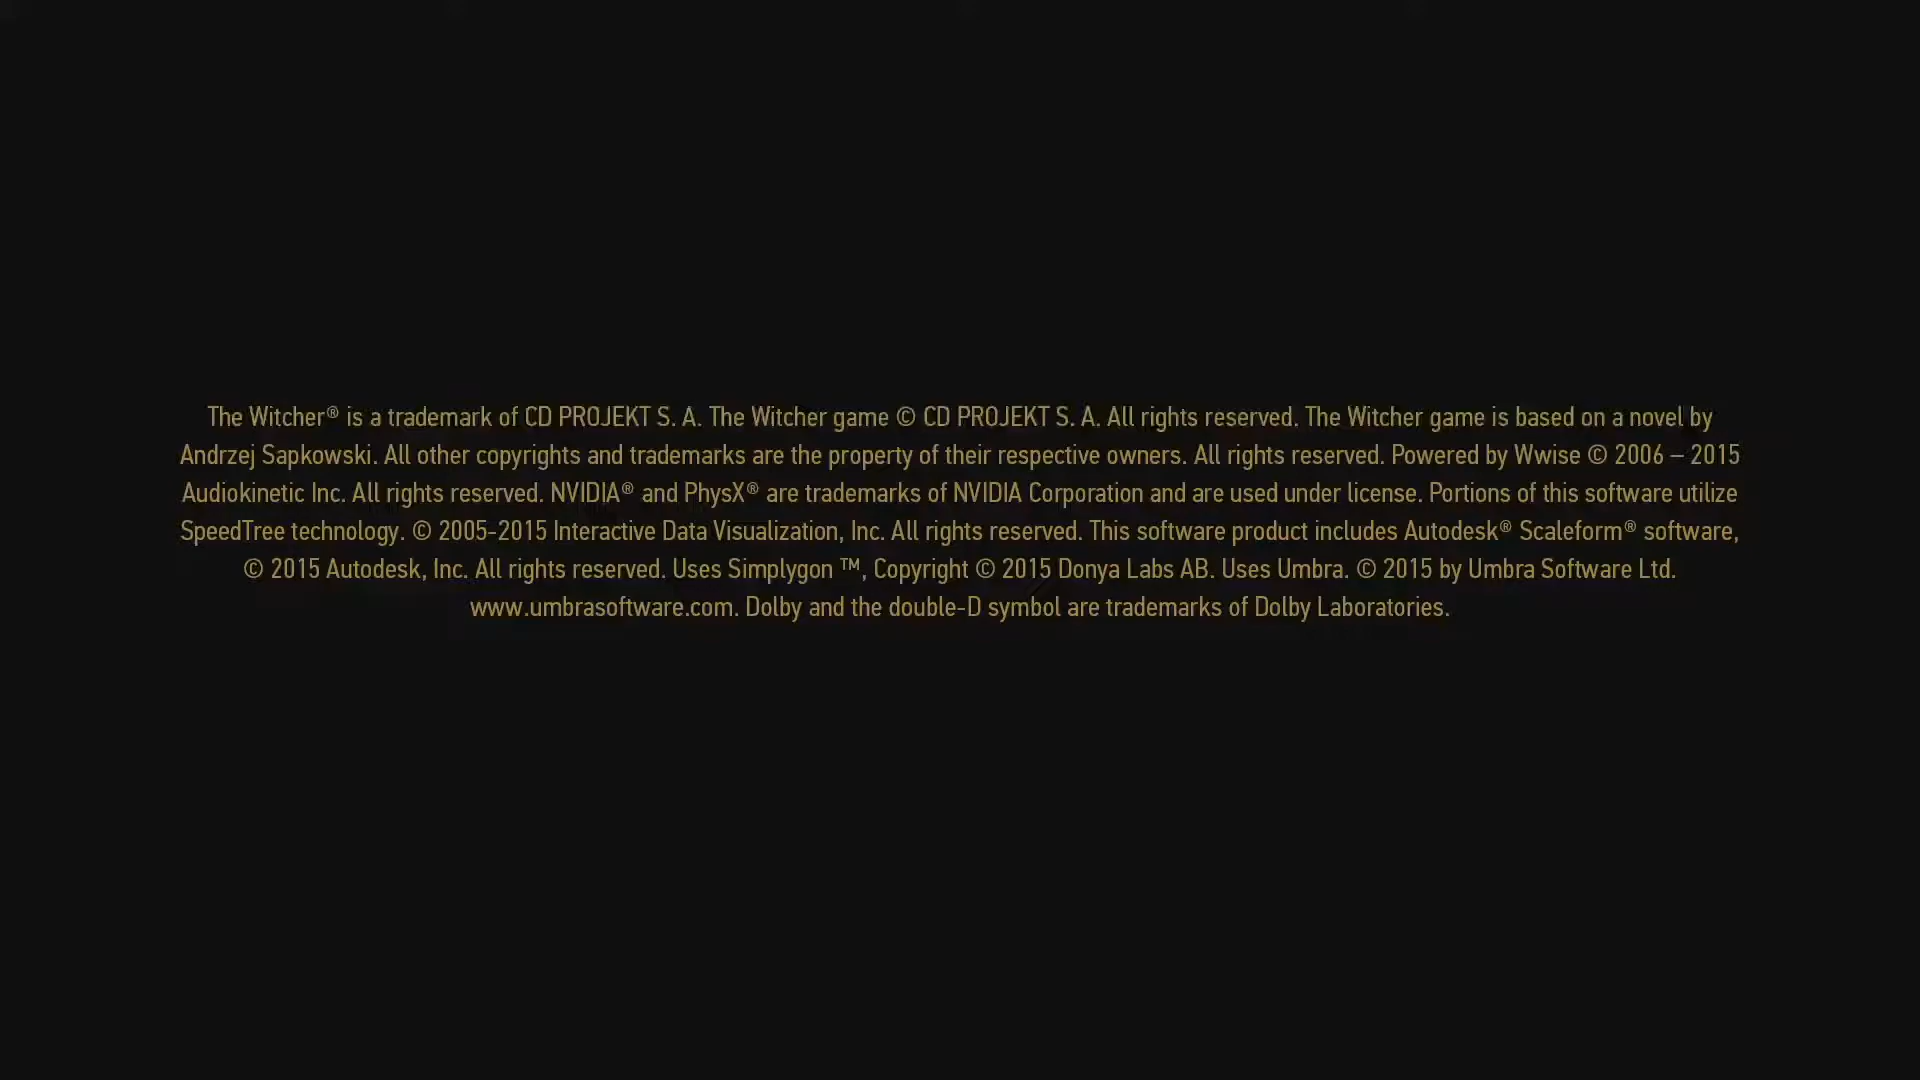 The Witcher® is a trademark of CD PROJEKT S. A. The Witcher game © CD PROJEKT S. A. All rights reserved. The Witcher game is based on a novel by
Andrzej Sapkowski. All other copyrights and trademarks are the property of their respective owners. All rights reserved. Powered by Wwise © 2006 – 2015
Audiokinetic Inc. All rights reserved. NVIDIA® and PhysX® are trademarks of NVIDIA Corporation and are used under license. Portions of this software utilize
SpeedTree technology. © 2005-2015 Interactive Data Visualization, Inc. All rights reserved. This software product includes Autodesk® Scaleform® software,
© 2015 Autodesk, Inc. All rights reserved. Uses Simplygon ™, Copyright © 2015 Donya Labs AB. Uses Umbra. © 2015 by Umbra Software Ltd.
www.umbrasoftware.com. Dolby and the double-D symbol are trademarks of Dolby Laboratories.